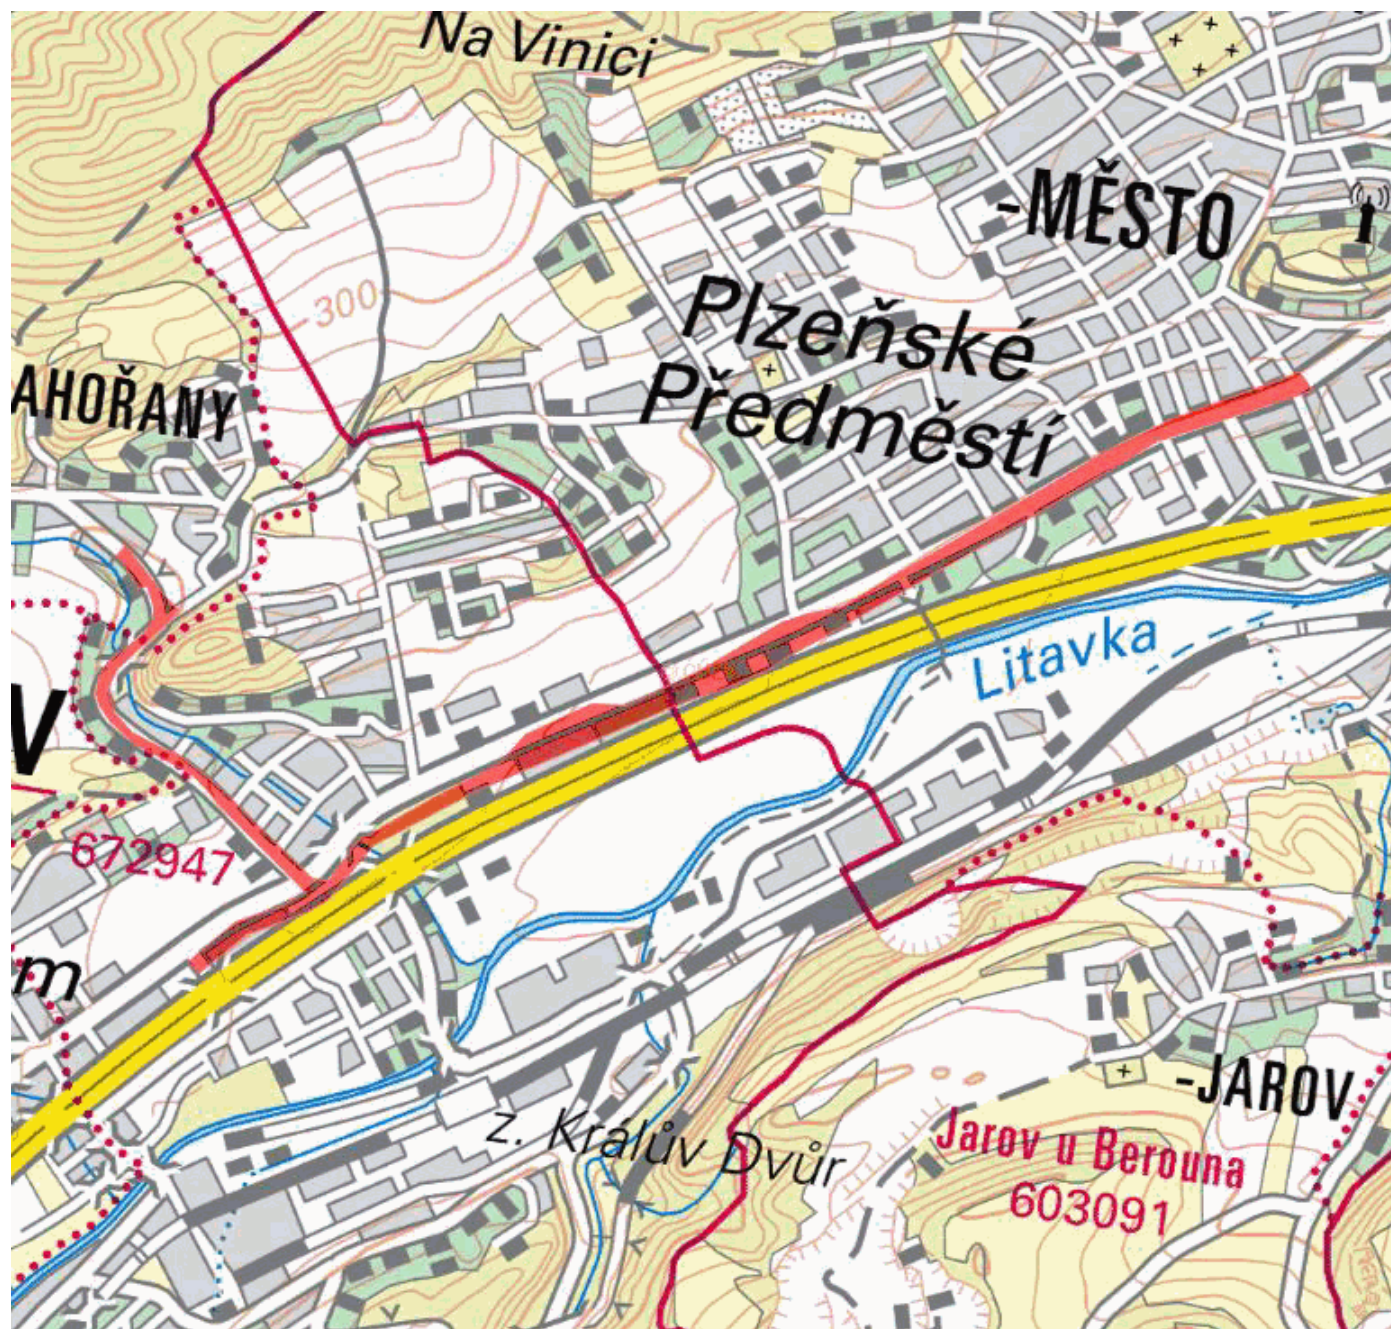 Na Vinici
-MĚSTO
300
Plzeňské
Předměstí
AHOŘANY
Litavka
V
672947
m
-JAROV
z. Králův Dvůr
Jarov u Berouna
603091